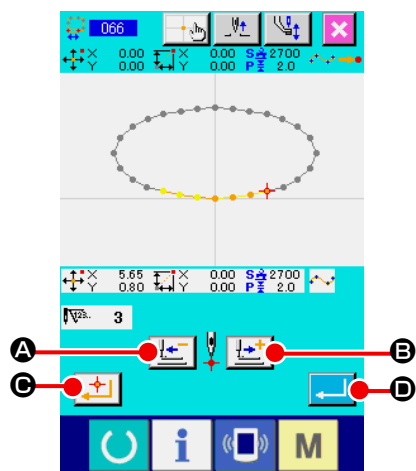 066
X 0.00 X 0.00 S 2700
Y 0.00 Y 0.00 P 2.0
X 5.65 X 0.00 S 2700
Y 0.80 Y 0.00 P 2.0
123.. 3
A B
C D
i M